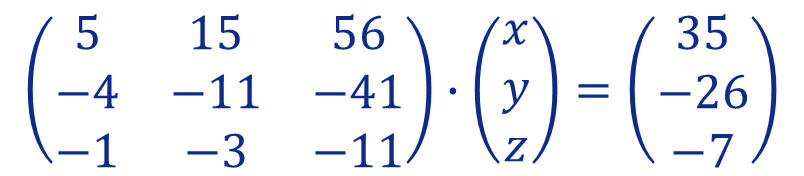 5 15 56 x 35
−4 −11 −41 · y = −26
−1 −3 −11 z −7